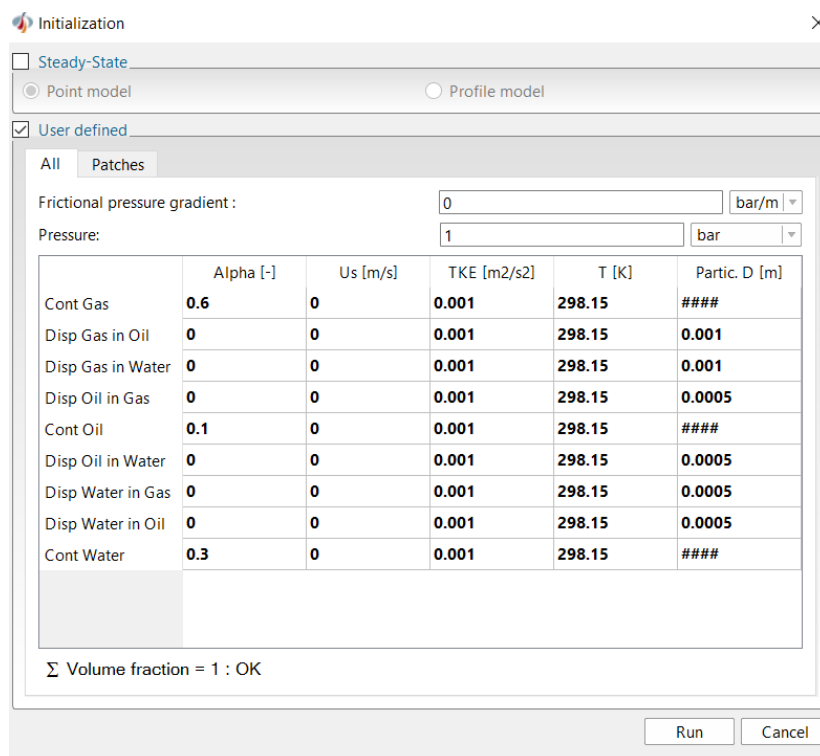 Initialization
Steady-State
Point model Profile model
User defined
All Patches
Frictional pressure gradient : 0 bar/m
Pressure: 1 bar
Alpha [-] Us [m/s] TKE [m2/s2] T [K] Partic. D [m]
Cont Gas 0.6 0 0.001 298.15 ####
Disp Gas in Oil 0 0 0.001 298.15 0.001
Disp Gas in Water 0 0 0.001 298.15 0.001
Disp Oil in Gas 0 0 0.001 298.15 0.0005
Cont Oil 0.1 0 0.001 298.15 ####
Disp Oil in Water 0 0 0.001 298.15 0.0005
Disp Water in Gas 0 0 0.001 298.15 0.0005
Disp Water in Oil 0 0 0.001 298.15 0.0005
Cont Water 0.3 0 0.001 298.15 ####
∑ Volume fraction = 1 : OK
Run Cancel